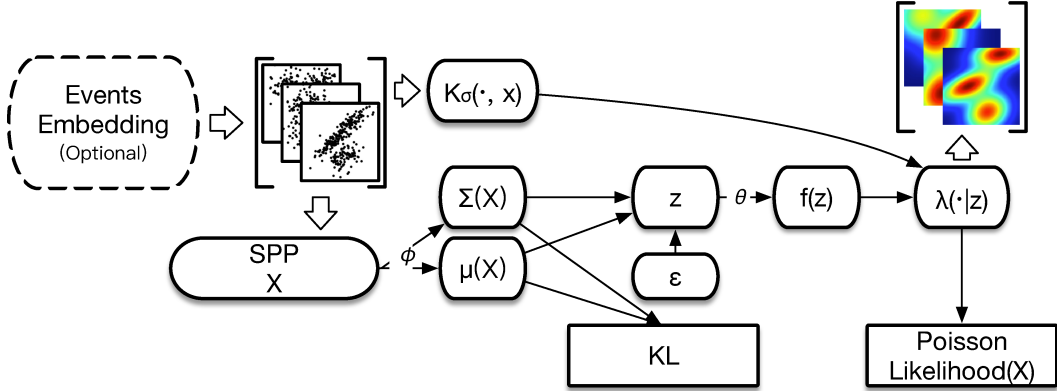 Events
Embedding
(Optional)
Kσ(·, x)
Σ(X)
z
θ
f(z)
λ(·|z)
SPP
X
ϕ
μ(X)
ε
KL
Poisson
Likelihood(X)